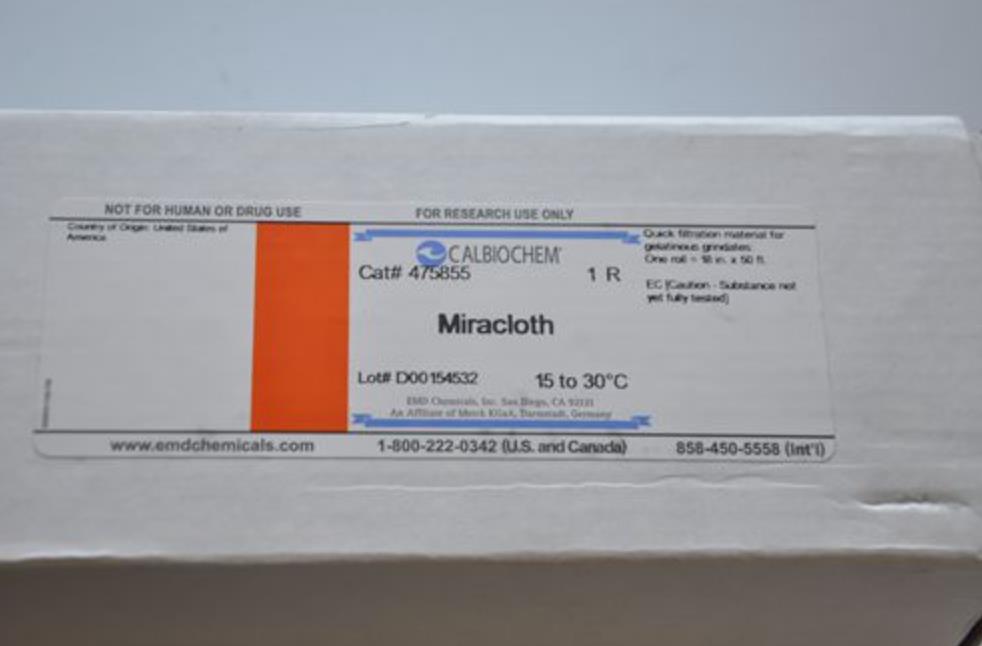 NOT FOR HUMAN OR DRUG USE
FOR RESEARCH USE ONLY
Country of Origin: United States of
America
CALBIOCHEM®
Cat# 475855
1 R
Miracloth
Lot# D00154532
15 to 30°C
EMD Chemicals, Inc. San Diego, CA 92121
An Affiliate of Merck KGaA, Darmstadt, Germany
Quick filtration material for
gelatinous grindates.
One roll = 18 in. x 50 ft.
EC [Caution - Substance not
yet fully tested]
www.emdchemicals.com
1-800-222-0342 (U.S. and Canada)
858-450-5558 (Int'l)